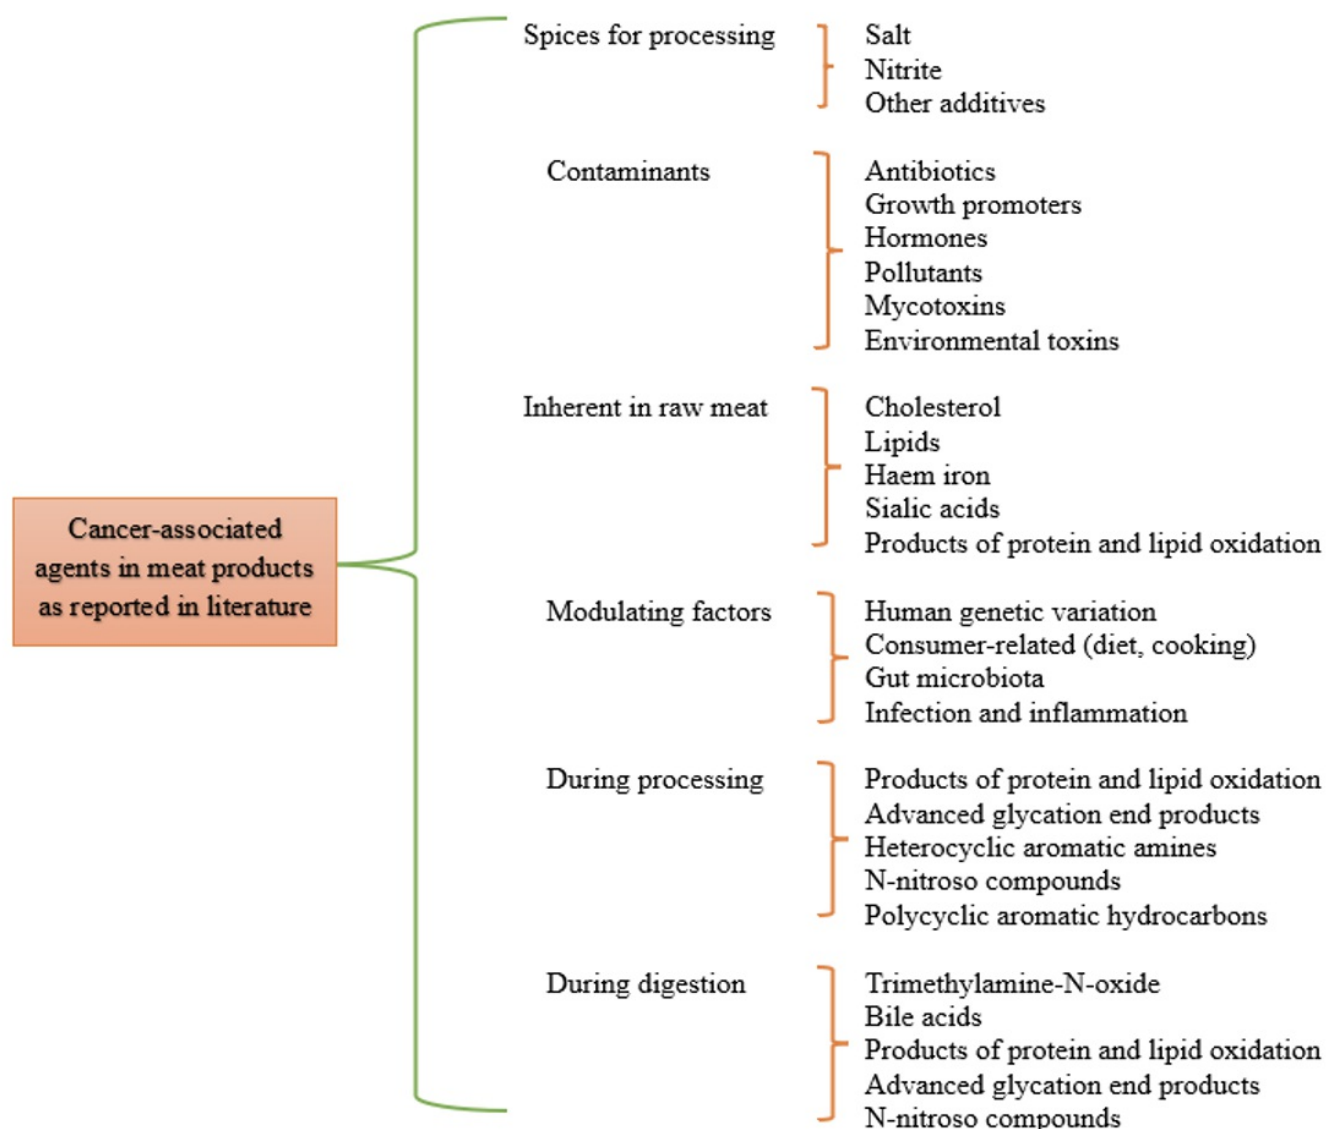 Cancer-associated
agents in meat products
as reported in literature
Spices for processing
Salt
Nitrite
Other additives
Contaminants
Antibiotics
Growth promoters
Hormones
Pollutants
Mycotoxins
Environmental toxins
Inherent in raw meat
Cholesterol
Lipids
Haem iron
Sialic acids
Products of protein and lipid oxidation
Modulating factors
Human genetic variation
Consumer-related (diet, cooking)
Gut microbiota
Infection and inflammation
During processing
Products of protein and lipid oxidation
Advanced glycation end products
Heterocyclic aromatic amines
N-nitroso compounds
Polycyclic aromatic hydrocarbons
During digestion
Trimethylamine-N-oxide
Bile acids
Products of protein and lipid oxidation
Advanced glycation end products
N-nitroso compounds